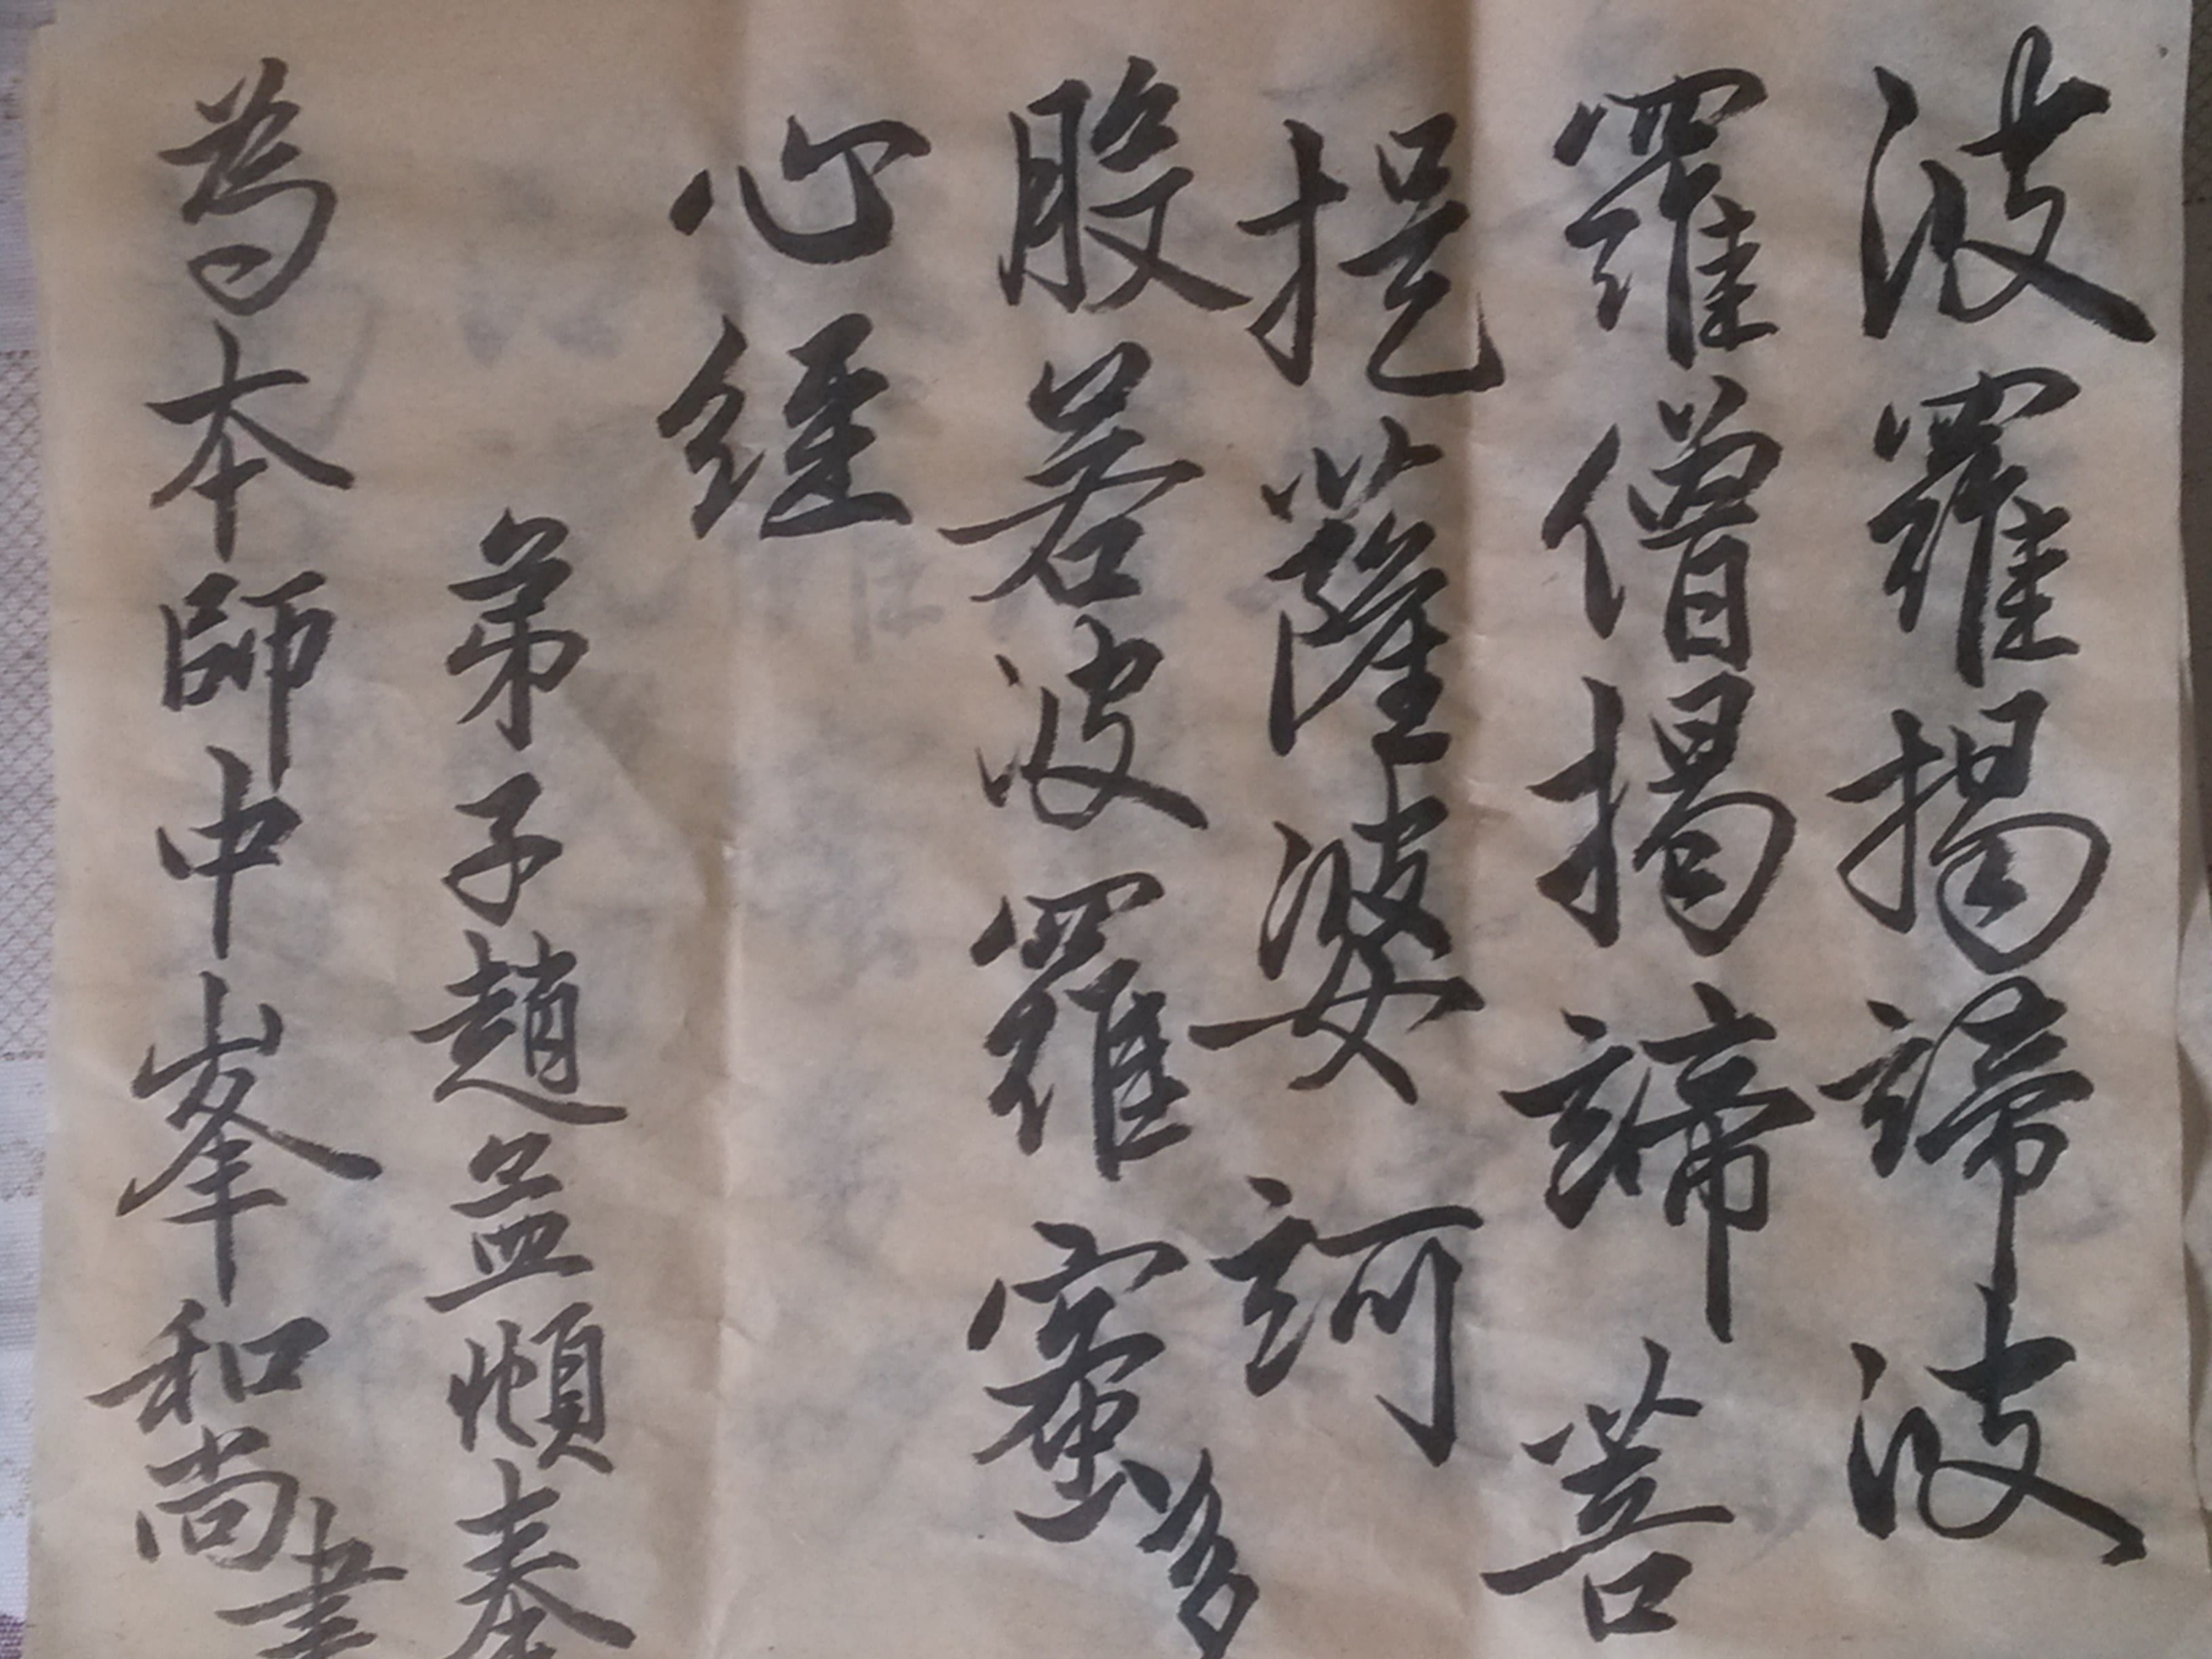 波羅揭諦波
羅僧揭諦菩
提薩婆訶
般若波羅蜜多
心經
弟子趙孟頫奉
為本師中峯和尚書